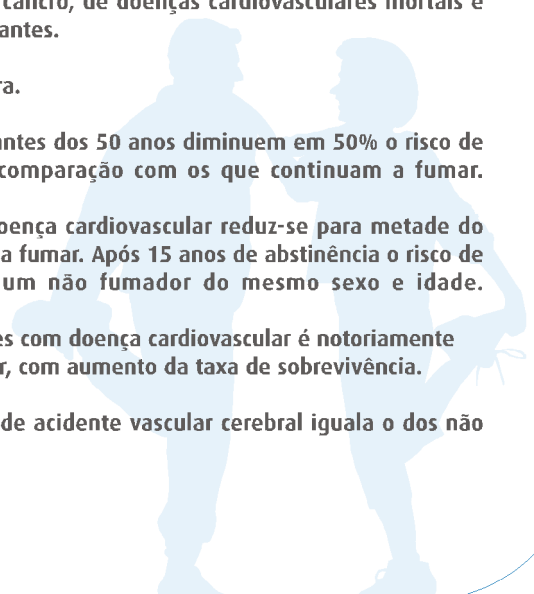 cancro, de doenças cardiovasculares mortais e
antes.
ra.
antes dos 50 anos diminuem em 50% o risco de
comparação com os que continuam a fumar.
oença cardiovascular reduz-se para metade do
a fumar. Após 15 anos de abstinência o risco de
um não fumador do mesmo sexo e idade.
es com doença cardiovascular é notoriamente
r, com aumento da taxa de sobrevivência.
de acidente vascular cerebral iguala o dos não